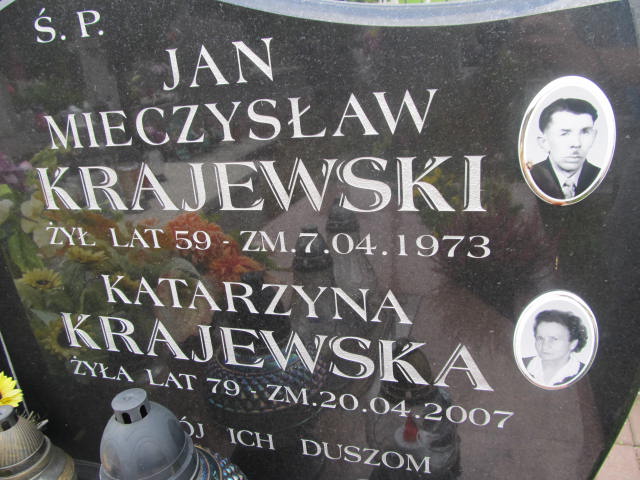 Ś.P.
JAN
MIECZYSŁAW
KRAJEWSKI
ŻYŁ LAT 59 - ZM.7.04.1973
KATARZYNA
KRAJEWSKA
ŻYŁA LAT 79 - ZM.20.04.2007
ICH DUSZOM